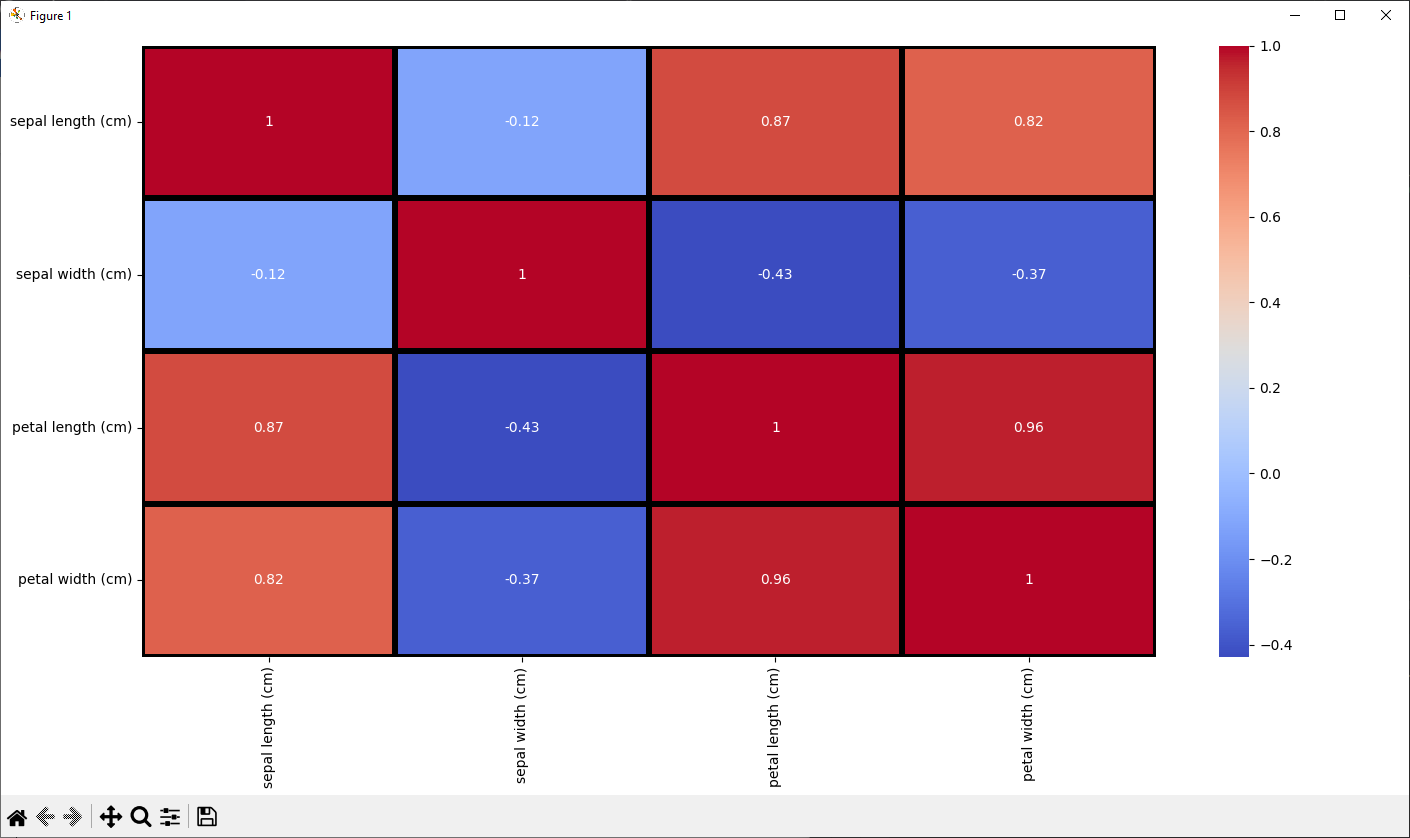 Figure 1
sepal length (cm)
1
-0.12
0.87
0.82
sepal width (cm)
-0.12
1
-0.43
-0.37
petal length (cm)
0.87
-0.43
1
0.96
petal width (cm)
0.82
-0.37
0.96
1
sepal length (cm)
sepal width (cm)
petal length (cm)
petal width (cm)
1.0
0.8
0.6
0.4
0.2
0.0
−0.2
−0.4